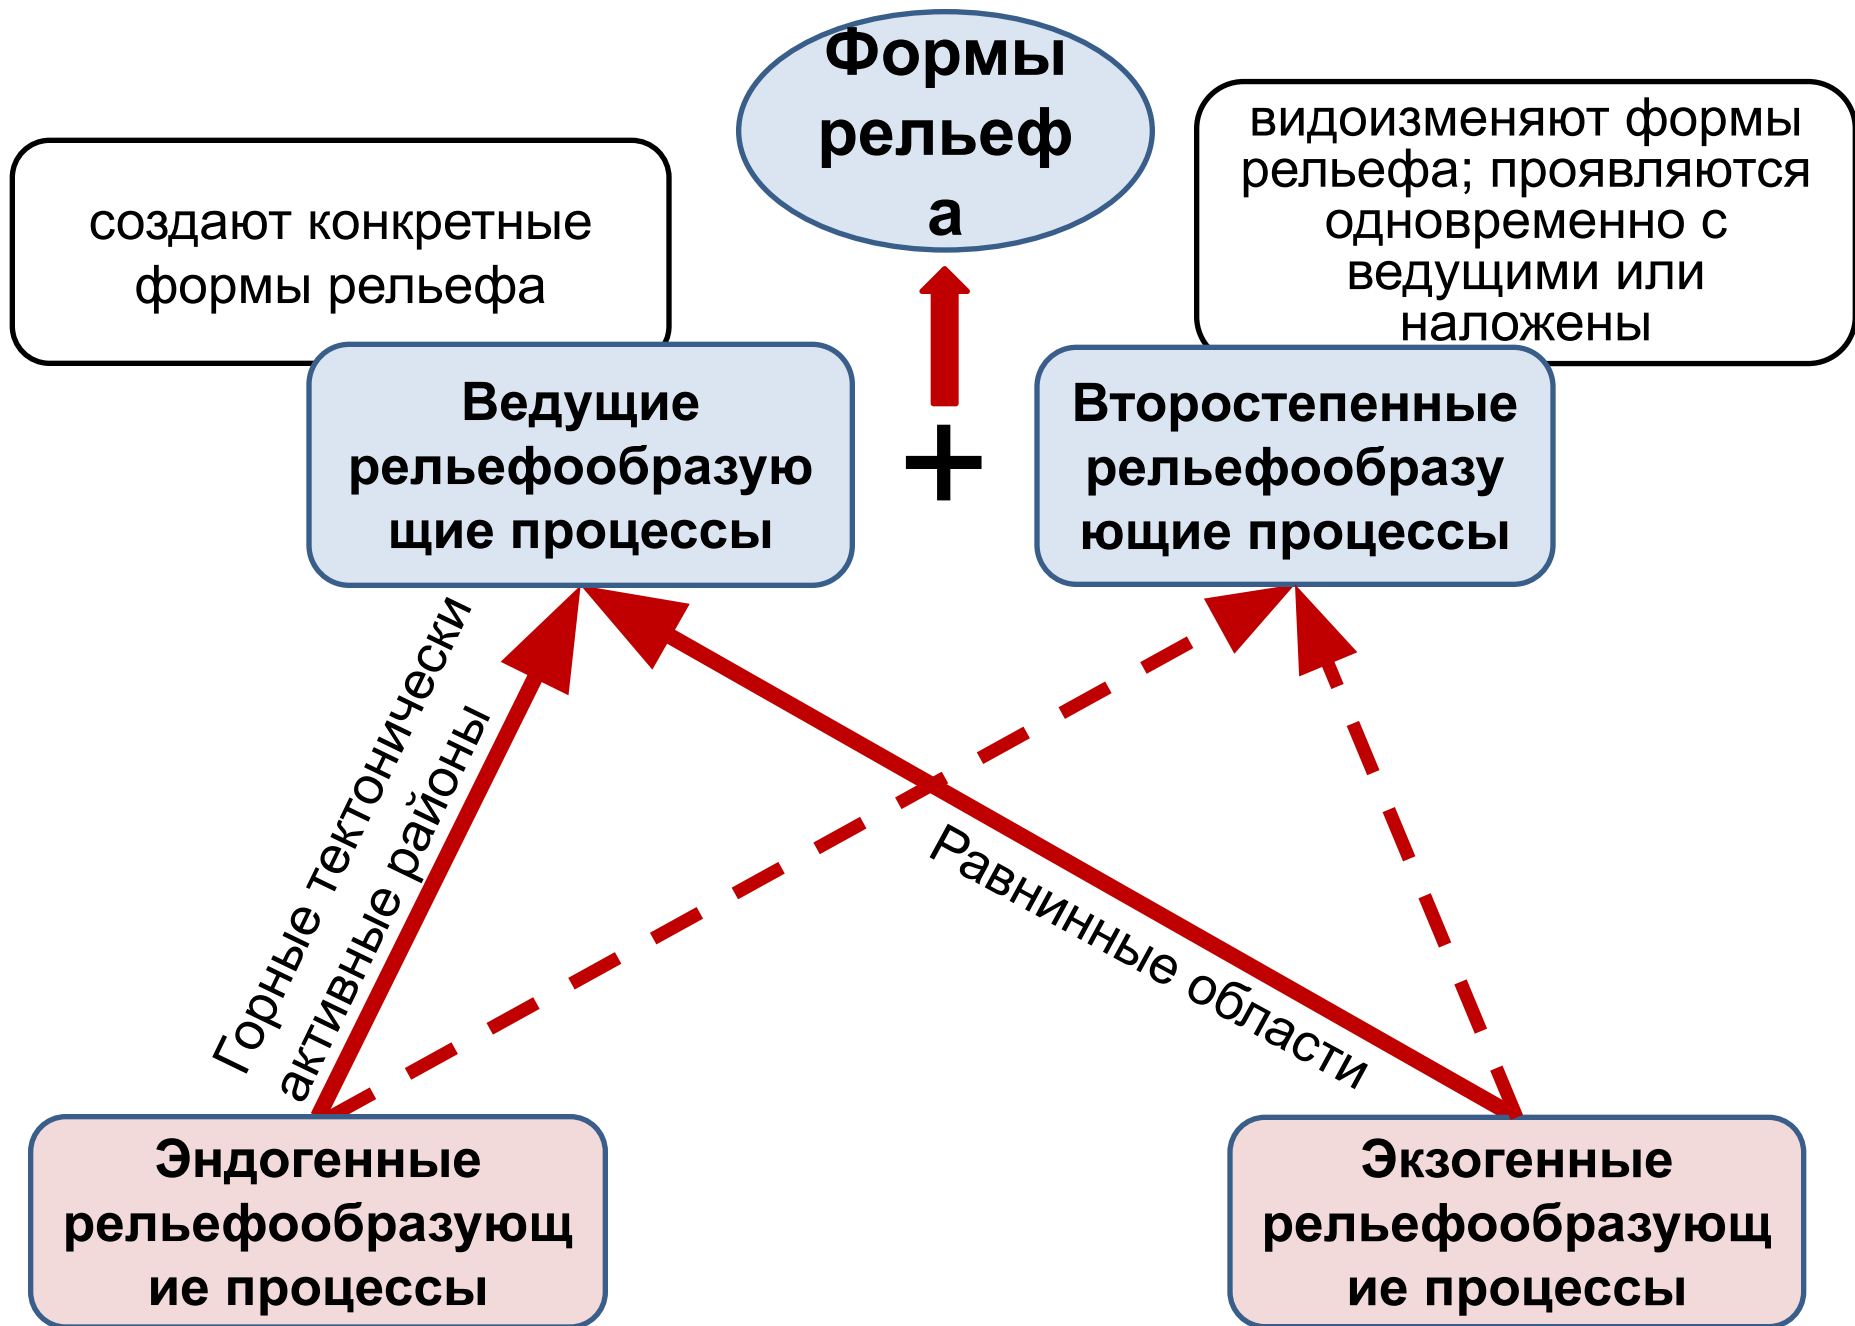 Формы
рельеф
а
создают конкретные
формы рельефа
видоизменяют формы
рельефа; проявляются
одновременно с
ведущими или
наложены
Ведущие
рельефообразую
щие процессы
+
Второстепенные
рельефообразу
ющие процессы
Горные тектонически
активные районы
Равнинные области
Эндогенные
рельефообразующ
ие процессы
Экзогенные
рельефообразующ
ие процессы